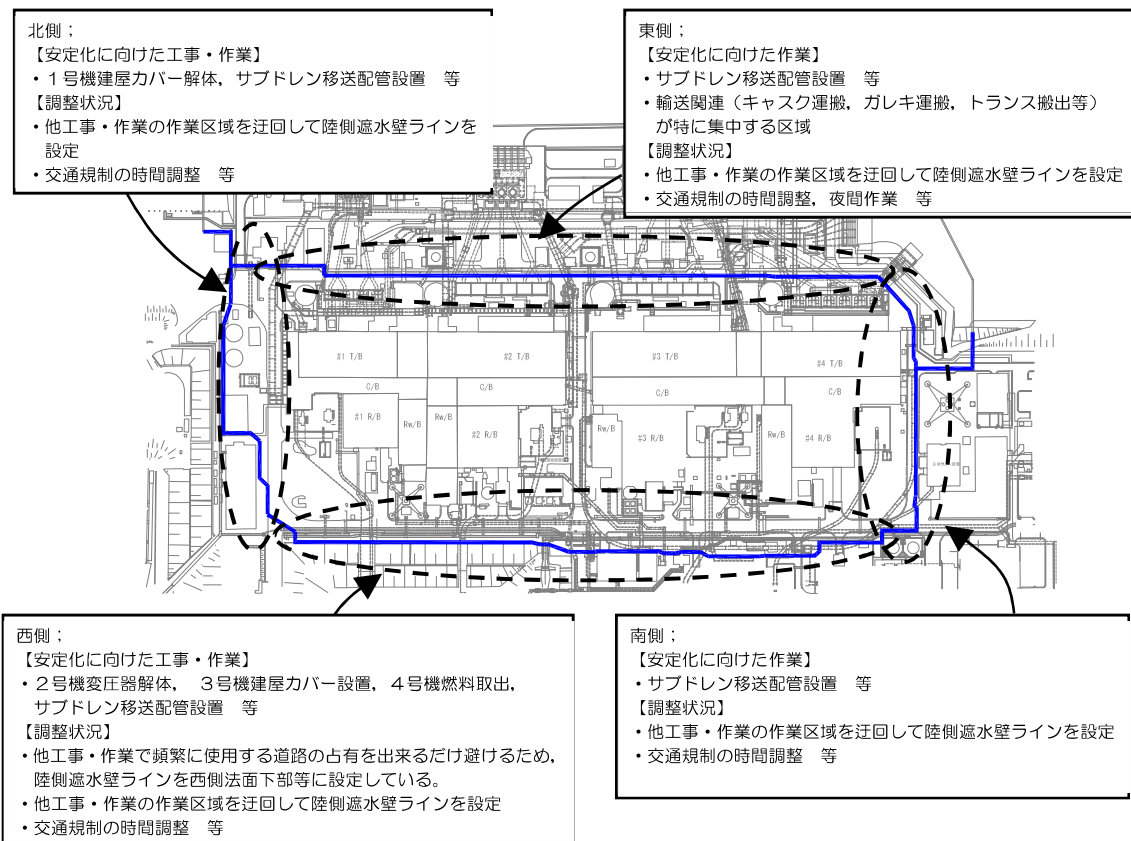 北側；
【安定化に向けた工事・作業】
・１号機建屋カバー解体，サブドレン移送配管設置　等
【調整状況】
・他工事・作業の作業区域を迂回して陸側遮水壁ラインを
設定
・交通規制の時間調整　等
東側；
【安定化に向けた作業】
・サブドレン移送配管設置　等
・輸送関連（キャスク運搬，ガレキ運搬，トランス搬出等）
が特に集中する区域
【調整状況】
・他工事・作業の作業区域を迂回して陸側遮水壁ラインを設定
・交通規制の時間調整，夜間作業　等
#1 T/B
#2 T/B
#3 T/B
#4 T/B
C/B
C/B
C/B
C/B
#1 R/B
Rw/B
Rw/B
#2 R/B
Rw/B
#3 R/B
Rw/B
#4 R/B
西側；
【安定化に向けた工事・作業】
・２号機変圧器解体，　３号機建屋カバー設置，４号機燃料取出，
サブドレン移送配管設置　等
【調整状況】
・他工事・作業で頻繁に使用する道路の占有を出来るだけ避けるため，
陸側遮水壁ラインを西側法面下部等に設定している。
・他工事・作業の作業区域を迂回して陸側遮水壁ラインを設定
・交通規制の時間調整　等
南側；
【安定化に向けた作業】
・サブドレン移送配管設置　等
【調整状況】
・他工事・作業の作業区域を迂回して陸側遮水壁ラインを設定
・交通規制の時間調整　等